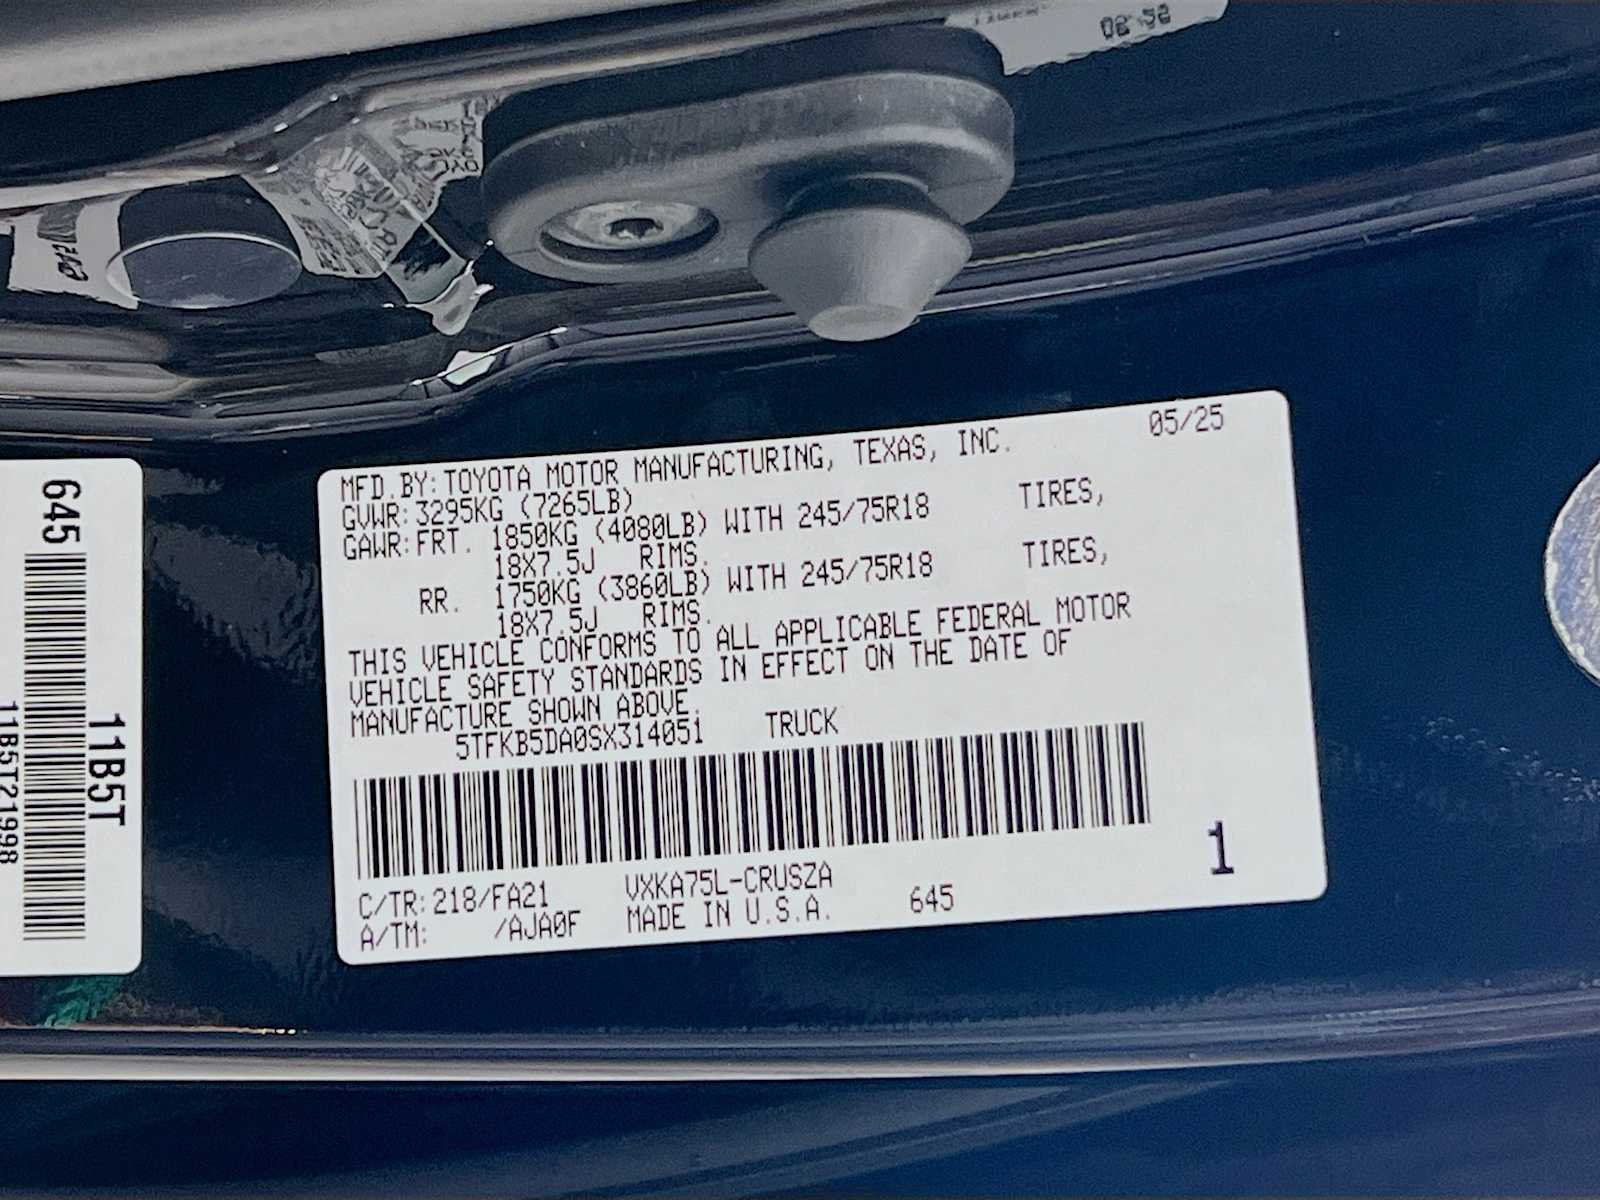 MFD.BY:TOYOTA MOTOR MANUFACTURING, TEXAS, INC. 05/25
GVWR:3295KG (7265LB)
GAWR:FRT. 1850KG (4080LB) WITH 245/75R18 TIRES,
18X7.5J RIMS.
RR. 1750KG (3860LB) WITH 245/75R18 TIRES,
18X7.5J RIMS.
THIS VEHICLE CONFORMS TO ALL APPLICABLE FEDERAL MOTOR
VEHICLE SAFETY STANDARDS IN EFFECT ON THE DATE OF
MANUFACTURE SHOWN ABOVE.
5TFKB5DA0SX314051 TRUCK
1
C/TR:218/FA21 VXKA75L-CRUSZA
A/TM: /AJA0F MADE IN U.S.A. 645
645
11B5T
11B5T21998